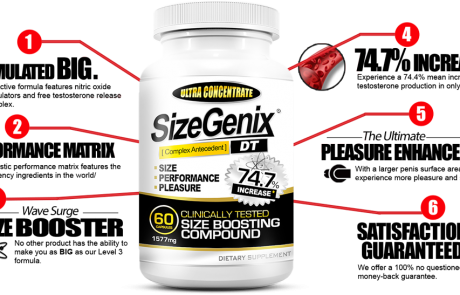 1
MULATED BIG.
ctive formula features nitric oxide
ulators and free testosterone release
plex.
2
ORMANCE MATRIX
stic performance matrix features the
ency ingredients in the world/
Wave Surge
ZE BOOSTER
No other product has the ability to
make you as BIG as our Level 3
formula.
ULTRA CONCENTRATE
SizeGenix®
[ Complex Antecedent ]
DT
• SIZE
• PERFORMANCE
• PLEASURE
74.7%
INCREASE*
60
CAPSULES
1577mg
CLINICALLY TESTED
SIZE BOOSTING
COMPOUND
DIETARY SUPPLEMENT
4
74.7% INCREA
Experience a 74.4% mean incr
testosterone production in only
5
The Ultimate
PLEASURE ENHANCE
With a larger penis surface area
experience more pleasure and
6
SATISFACTIO
GUARANTEED
We offer a 100% no questioned
money-back guarantee.